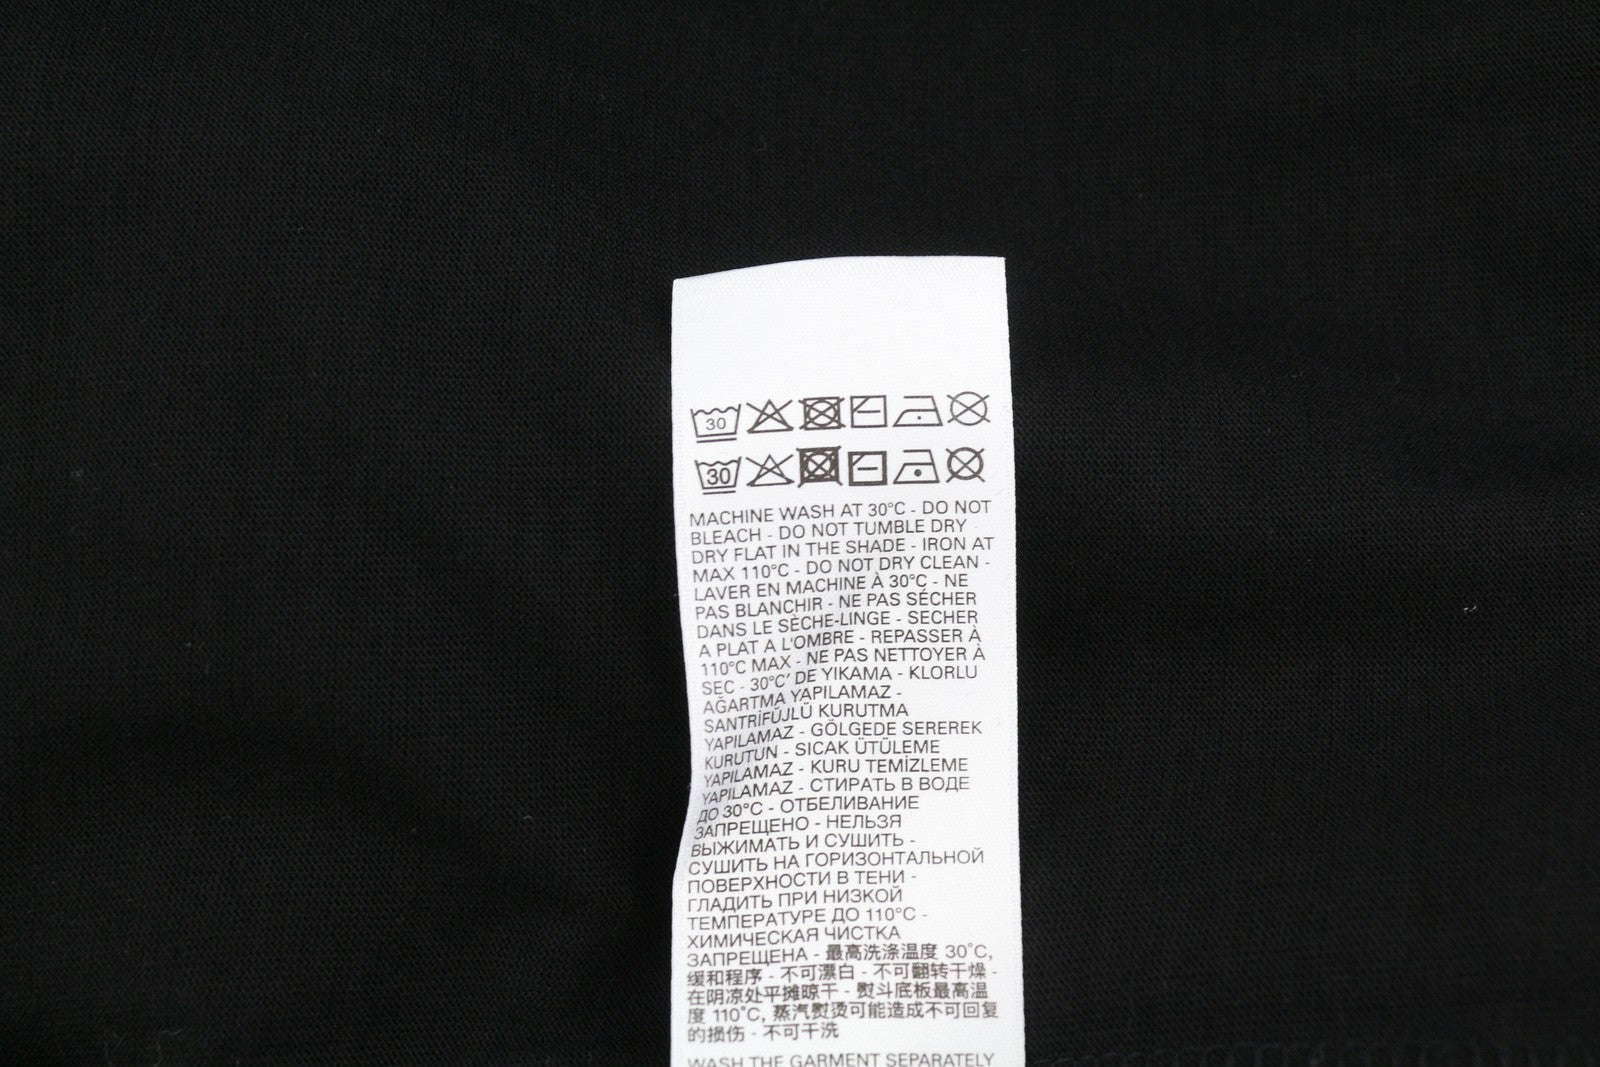 30
30
MACHINE WASH AT 30°C - DO NOT
BLEACH - DO NOT TUMBLE DRY
DRY FLAT IN THE SHADE - IRON AT
MAX 110°C - DO NOT DRY CLEAN -
LAVER EN MACHINE À 30°C - NE
PAS BLANCHIR - NE PAS SÉCHER
DANS LE SÈCHE-LINGE - SECHER
A PLAT A L'OMBRE - REPASSER À
110°C MAX - NE PAS NETTOYER À
SEC - 30°C' DE YIKAMA - KLORLU
AĞARTMA YAPILAMAZ -
SANTRİFÜJLÜ KURUTMA
YAPILAMAZ - GÖLGEDE SEREREK
KURUTUN - SICAK ÜTÜLEME
YAPILAMAZ - KURU TEMİZLEME
YAPILAMAZ - СТИРАТЬ В ВОДЕ
ДО 30°C - ОТБЕЛИВАНИЕ
ЗАПРЕЩЕНО - НЕЛЬЗЯ
ВЫЖИМАТЬ И СУШИТЬ -
СУШИТЬ НА ГОРИЗОНТАЛЬНОЙ
ПОВЕРХНОСТИ В ТЕНИ -
ГЛАДИТЬ ПРИ НИЗКОЙ
ТЕМПЕРАТУРЕ ДО 110°C -
ХИМИЧЕСКАЯ ЧИСТКА
ЗАПРЕЩЕНА - 最高洗涤温度 30°C,
缓和程序 - 不可漂白 - 不可翻转干燥 -
在阴凉处平摊晾干 - 熨斗底板最高温
度 110°C, 蒸汽熨烫可能造成不可回复
的损伤 - 不可干洗
WASH THE GARMENT SEPARATELY